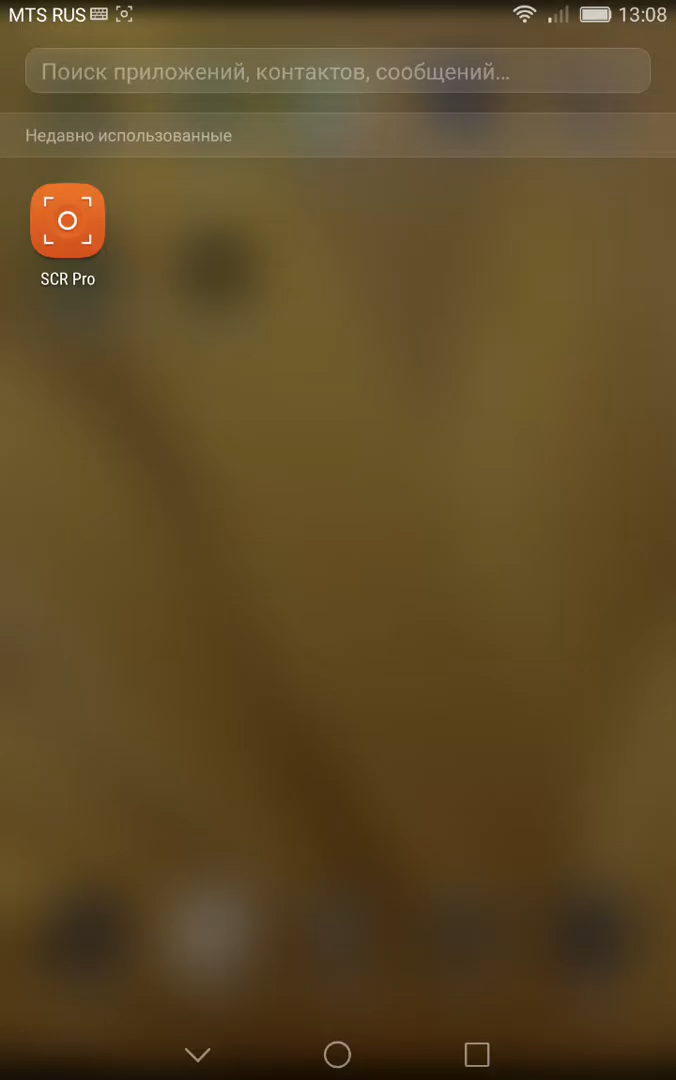 MTS RUS 13:08
Поиск приложений, контактов, сообщений...
Недавно использованные
SCR Pro